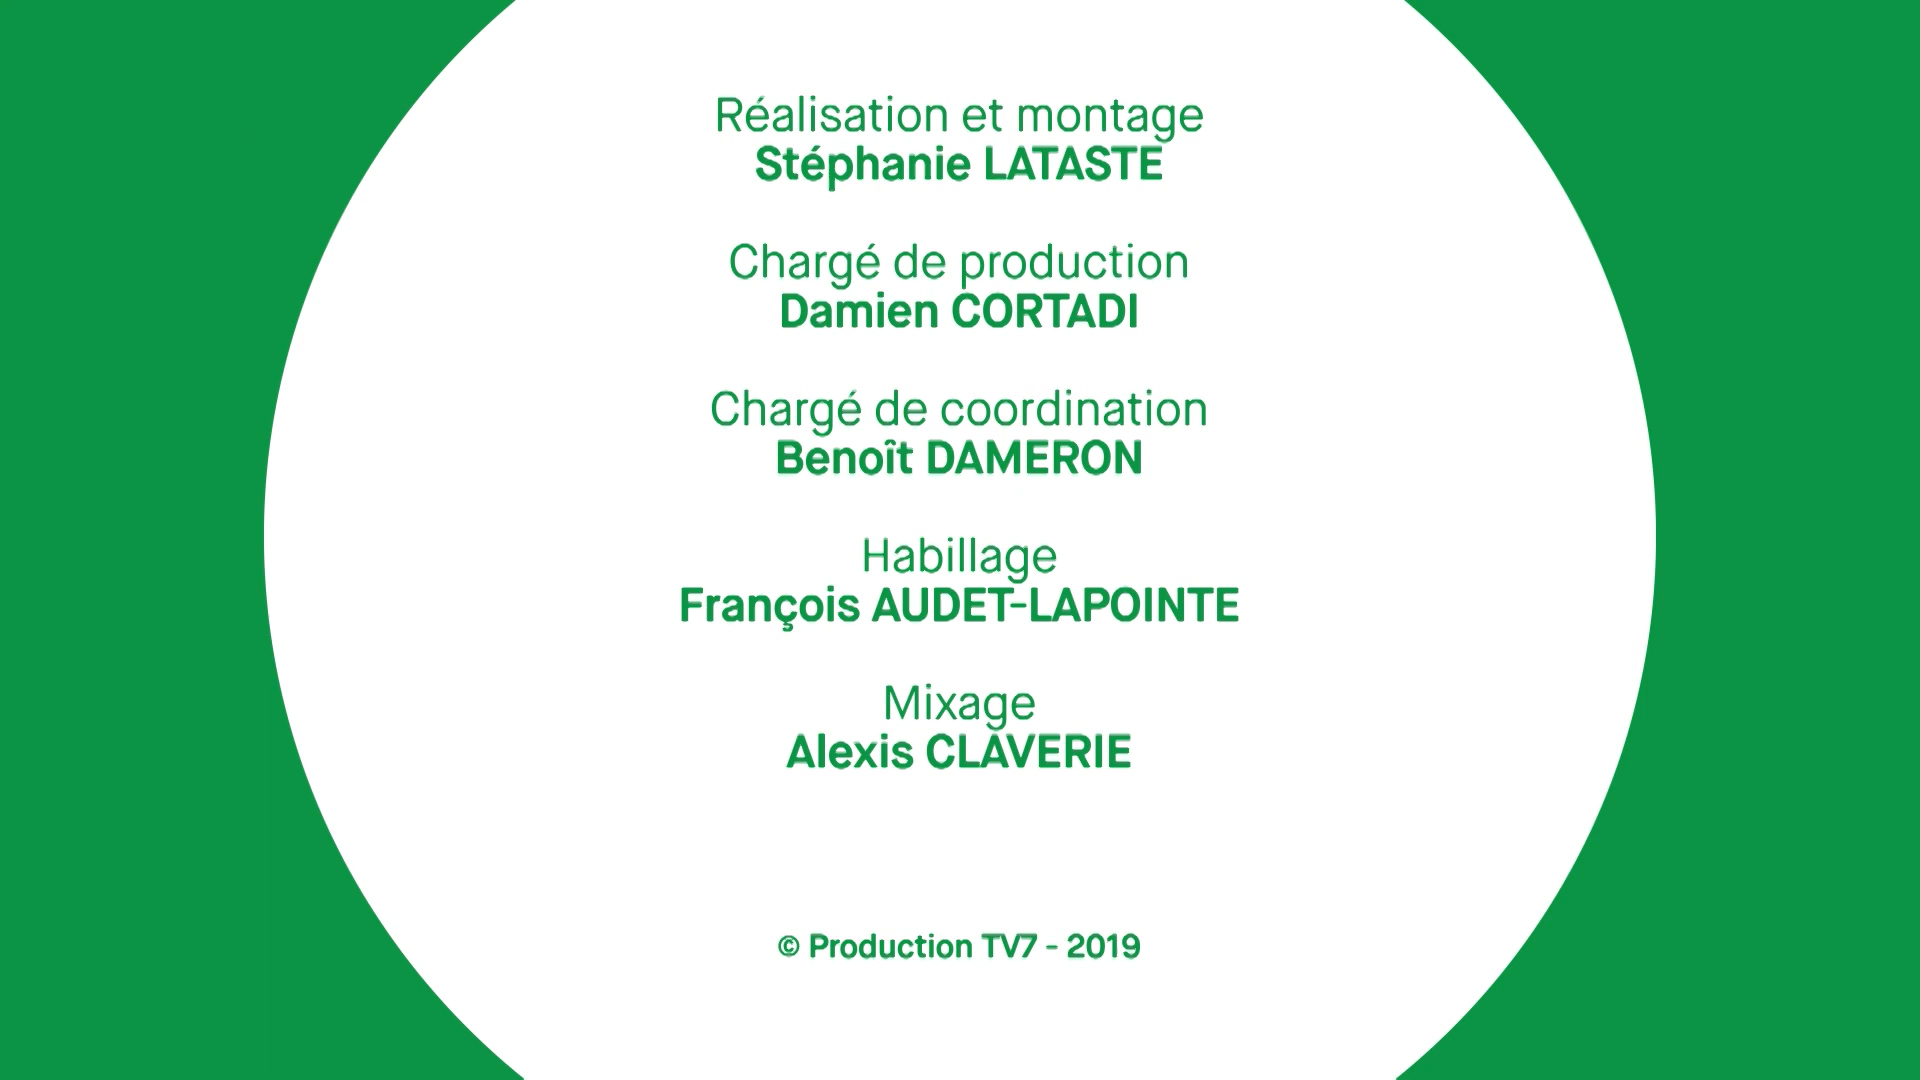 Réalisation et montage
Stéphanie LATASTE
Chargé de production
Damien CORTADI
Chargé de coordination
Benoît DAMERON
Habillage
François AUDET-LAPOINTE
Mixage
Alexis CLAVERIE
© Production TV7 - 2019